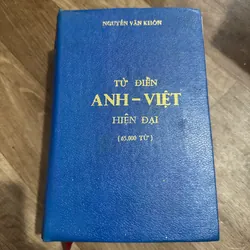 NGUYỄN VĂN KHÔN
TỪ ĐIỂN
ANH - VIỆT
HIỆN ĐẠI
( 65.000 TỪ )